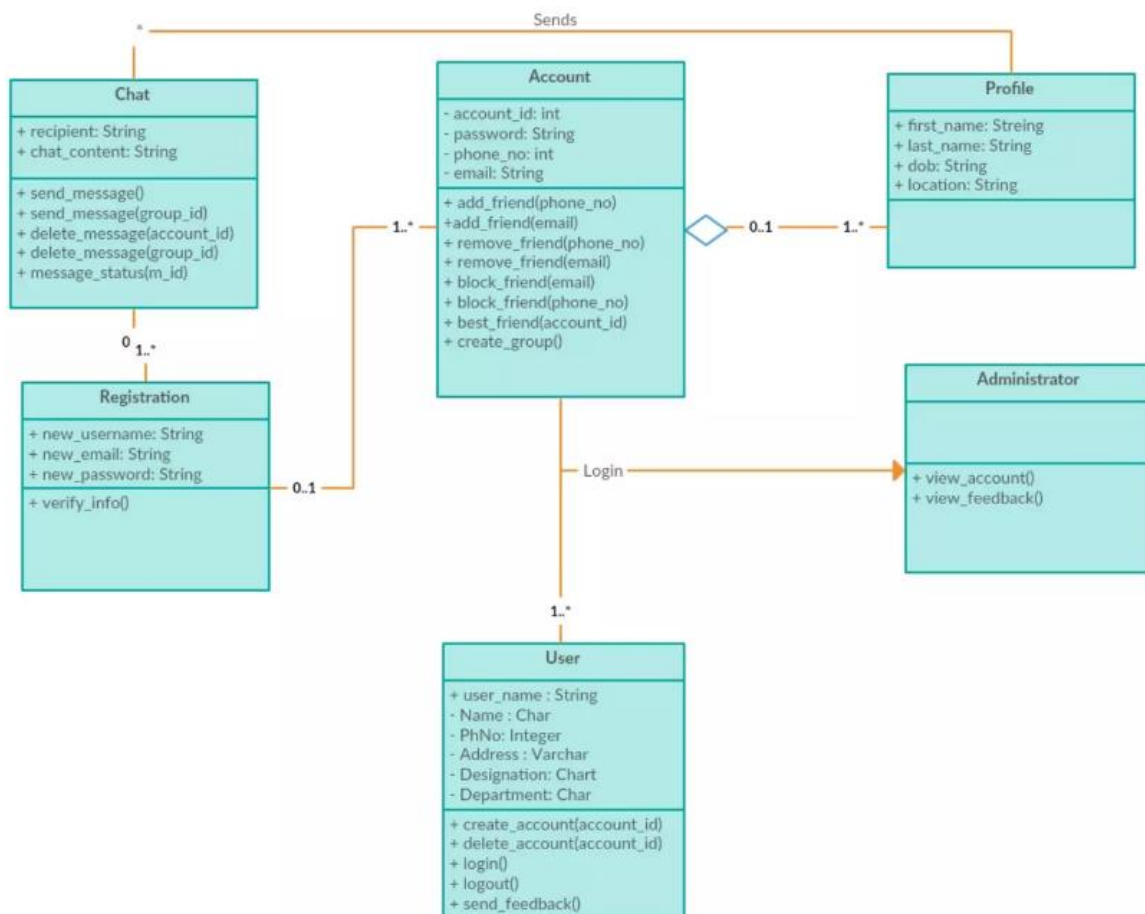 Sends
*
Chat
+ recipient: String
+ chat_content: String
+ send_message()
+ send_message(group_id)
+ delete_message(account_id)
+ delete_message(group_id)
+ message_status(m_id)
Account
- account_id: int
- password: String
- phone_no: int
- email: String
+ add_friend(phone_no)
+add_friend(email)
+ remove_friend(phone_no)
+ remove_friend(email)
+ block_friend(email)
+ block_friend(phone_no)
+ best_friend(account_id)
+ create_group()
Profile
+ first_name: Streing
+ last_name: String
+ dob: String
+ location: String
1..*
0..1
1..*
0
1..*
Registration
+ new_username: String
+ new_email: String
+ new_password: String
+ verify_info()
0..1
Login
Administrator
+ view_account()
+ view_feedback()
1..*
User
+ user_name : String
- Name : Char
- PhNo: Integer
- Address : Varchar
- Designation: Chart
- Department: Char
+ create_account(account_id)
+ delete_account(account_id)
+ login()
+ logout()
+ send_feedback()